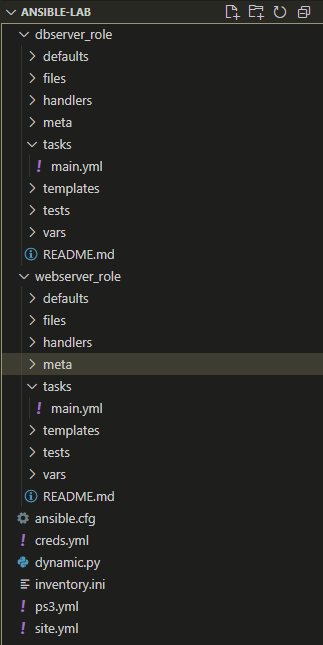 ANSIBLE-LAB
dbserver_role
defaults
files
handlers
meta
tasks
main.yml
templates
tests
vars
README.md
webserver_role
defaults
files
handlers
meta
tasks
main.yml
templates
tests
vars
README.md
ansible.cfg
creds.yml
dynamic.py
inventory.ini
ps3.yml
site.yml